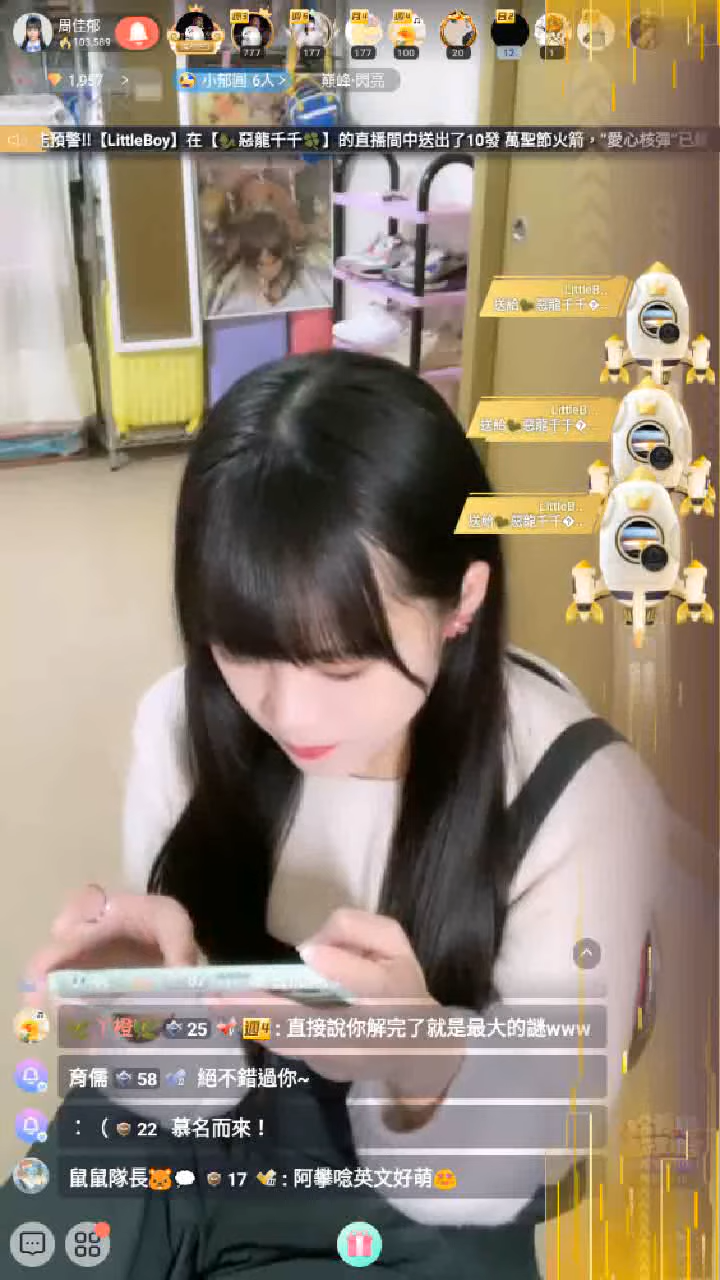 周佳郁
103,589
777
177
177
100
20
12
1
1,957
小郁圃 6人
巔峰·閃亮
預警!!【LittleBoy】在【惡龍千千】的直播間中送出了10發 萬聖節火箭，“愛心核彈”已
LittleB...
送給惡龍千千�...
LittleB...
送給惡龍千千�...
LittleB...
送給惡龍千千�...
橙 25 週4 : 直接說你解完了就是最大的謎www
育儒 58 絕不錯過你~
：（ 22 慕名而來！
鼠鼠隊長 17 : 阿攀唸英文好萌